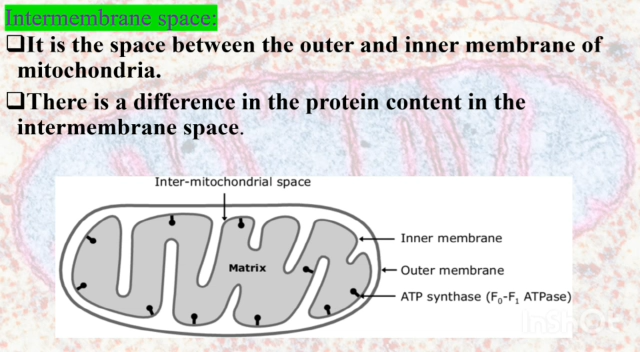 Intermembrane space:
❑It is the space between the outer and inner membrane of
mitochondria.
❑There is a difference in the protein content in the
intermembrane space.
Inter-mitochondrial space
Inner membrane
Matrix
Outer membrane
ATP synthase (F₀-F₁ ATPase)
InShOt